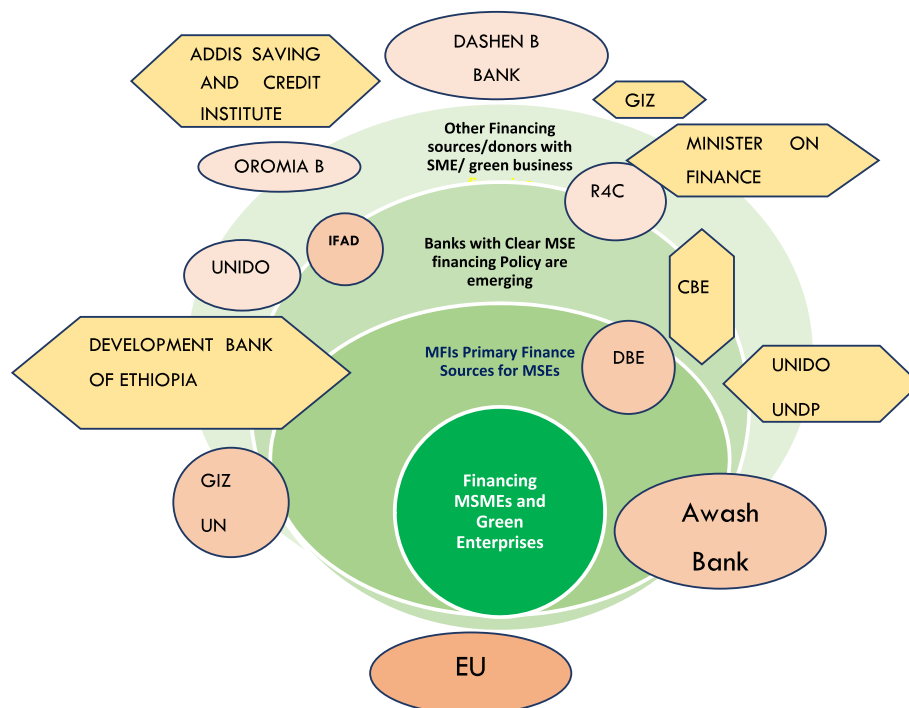 DASHEN B
BANK
ADDIS SAVING
AND CREDIT
INSTITUTE
GIZ
Other Financing
sources/donors with
SME/ green business
MINISTER ON
FINANCE
OROMIA B
R4C
IFAD
Banks with Clear MSE
financing Policy are
emerging
UNIDO
CBE
DEVELOPMENT BANK
OF ETHIOPIA
MFIs Primary Finance
Sources for MSEs
DBE
UNIDO
UNDP
GIZ
UN
Financing
MSMEs and
Green
Enterprises
Awash
Bank
EU